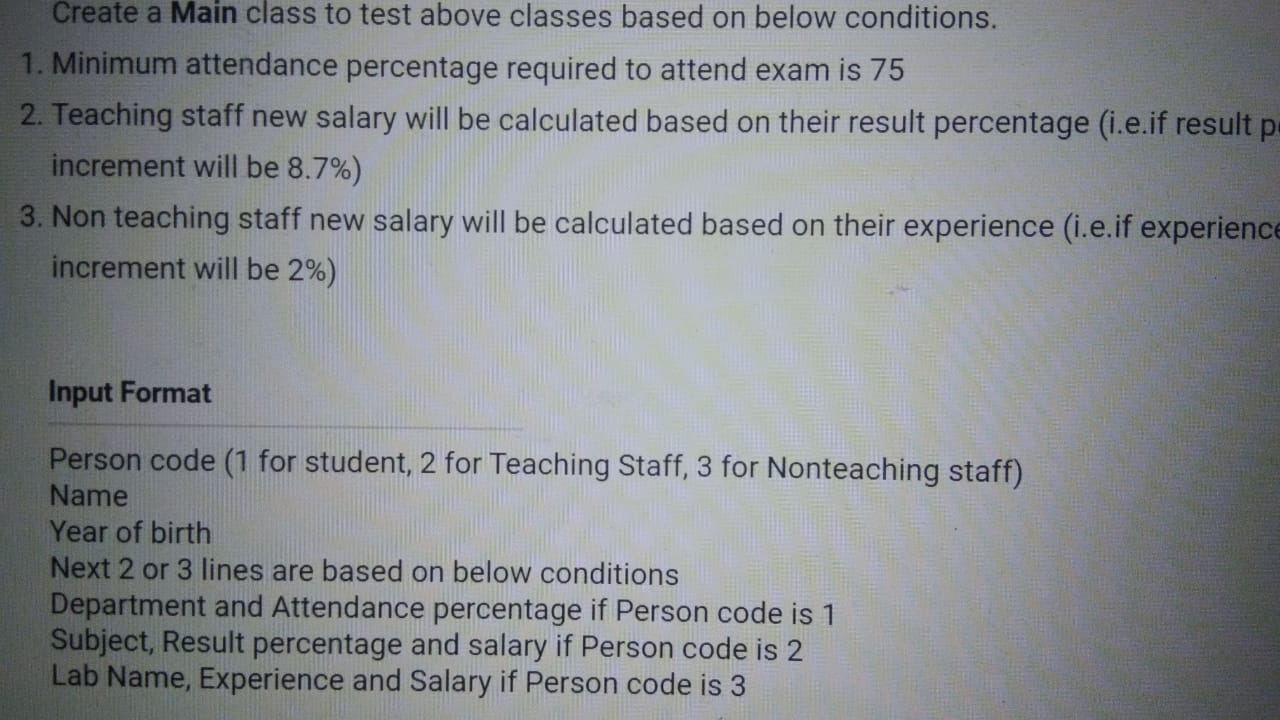 Create a Main class to test above classes based on below conditions.
1. Minimum attendance percentage required to attend exam is 75
2. Teaching staff new salary will be calculated based on their result percentage (i.e.if result
increment will be 8.7%)
3. Non teaching staff new salary will be calculated based on their experience (i.e.if experience
increment will be 2%)
Input Format
Person code (1 for student, 2 for Teaching Staff, 3 for Nonteaching staff)
Name
Year of birth
Next 2 or 3 lines are based on below conditions
Department and Attendance percentage if Person code is 1
Subject, Result percentage and salary if Person code is 2
Lab Name, Experience and Salary if Person code is 3